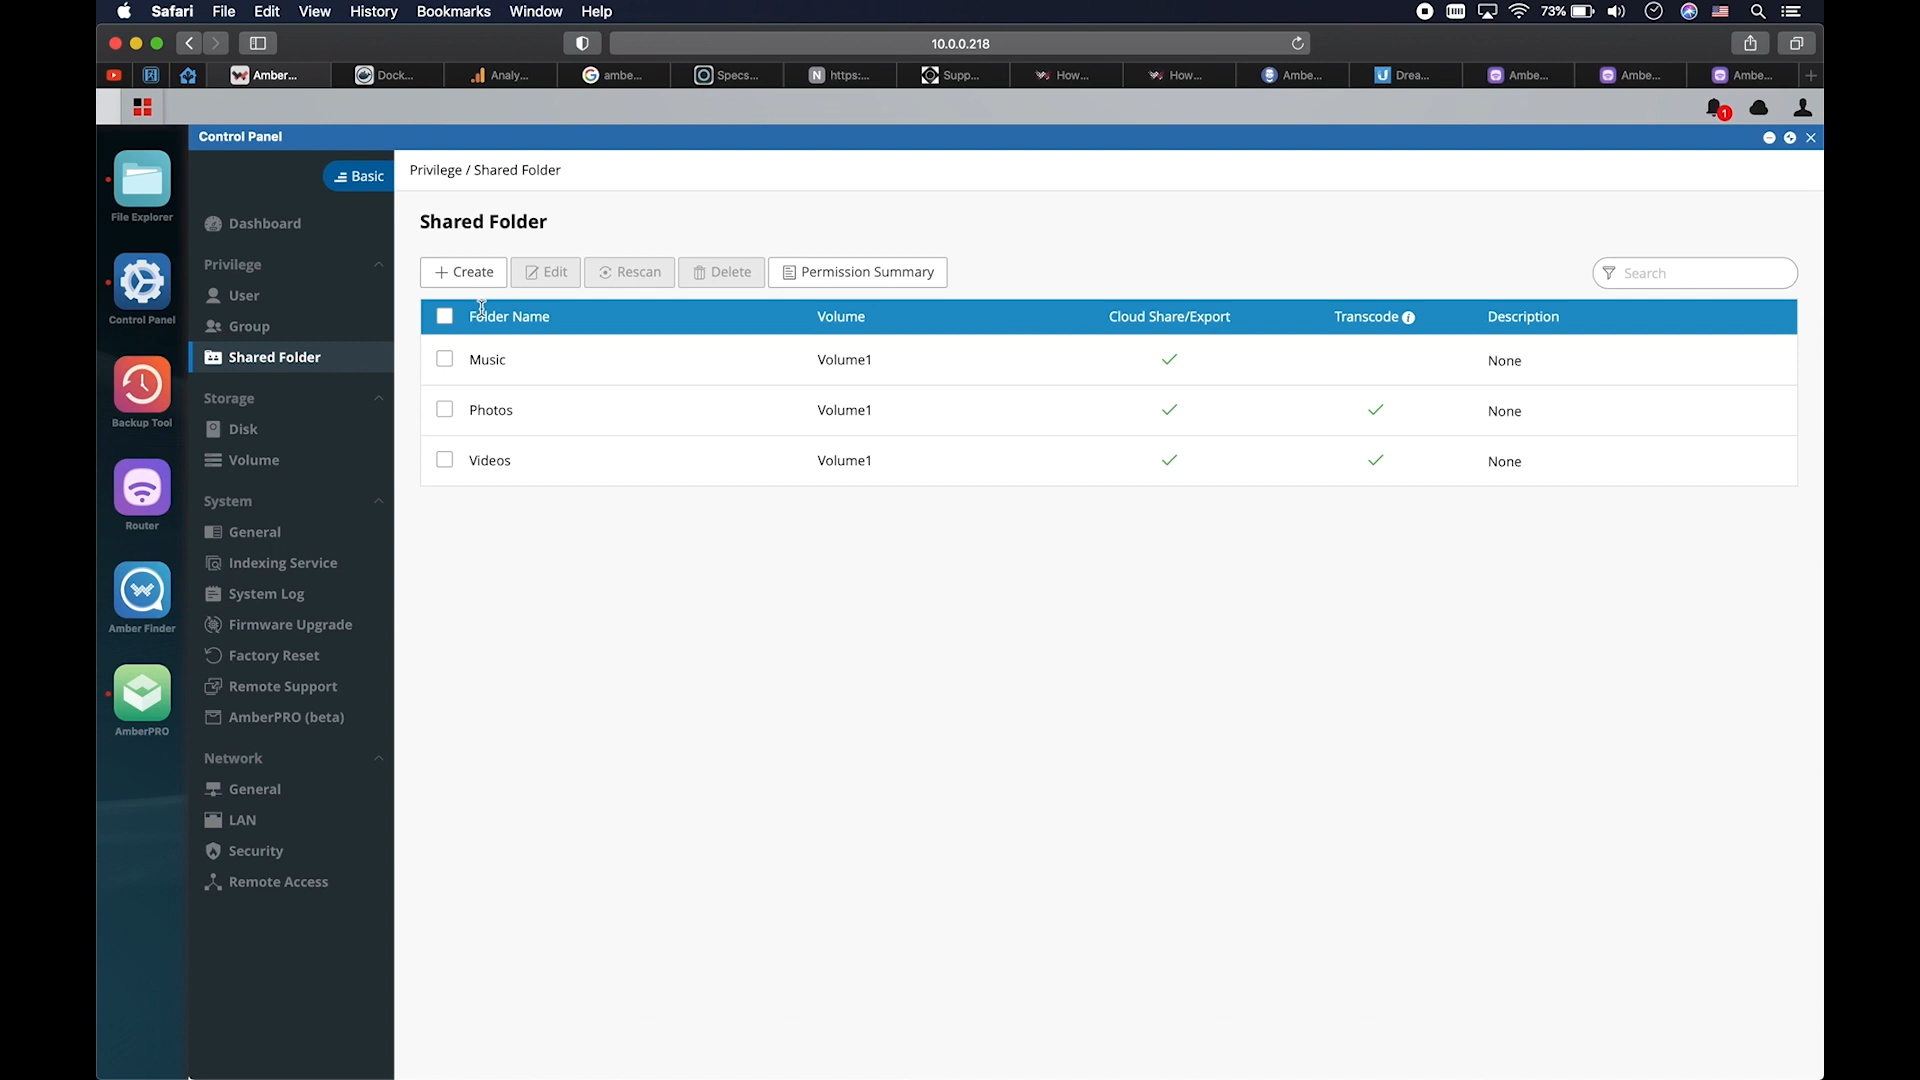 Safari File Edit View History Bookmarks Window Help 73%
10.0.0.218
Amber... Dock... Analy... ambe... Specs... https:... Supp... How... How... Ambe... Drea... Ambe... Ambe... Ambe...
1
Control Panel
Basic
Privilege / Shared Folder
File Explorer
Control Panel
Backup Tool
Router
Amber Finder
AmberPRO
Dashboard
Privilege
User
Group
Shared Folder
Storage
Disk
Volume
System
General
Indexing Service
System Log
Firmware Upgrade
Factory Reset
Remote Support
AmberPRO (beta)
Network
General
LAN
Security
Remote Access
Shared Folder
+ Create Edit Rescan Delete Permission Summary Search
Folder Name Volume Cloud Share/Export Transcode Description
Music Volume1 None
Photos Volume1 None
Videos Volume1 None